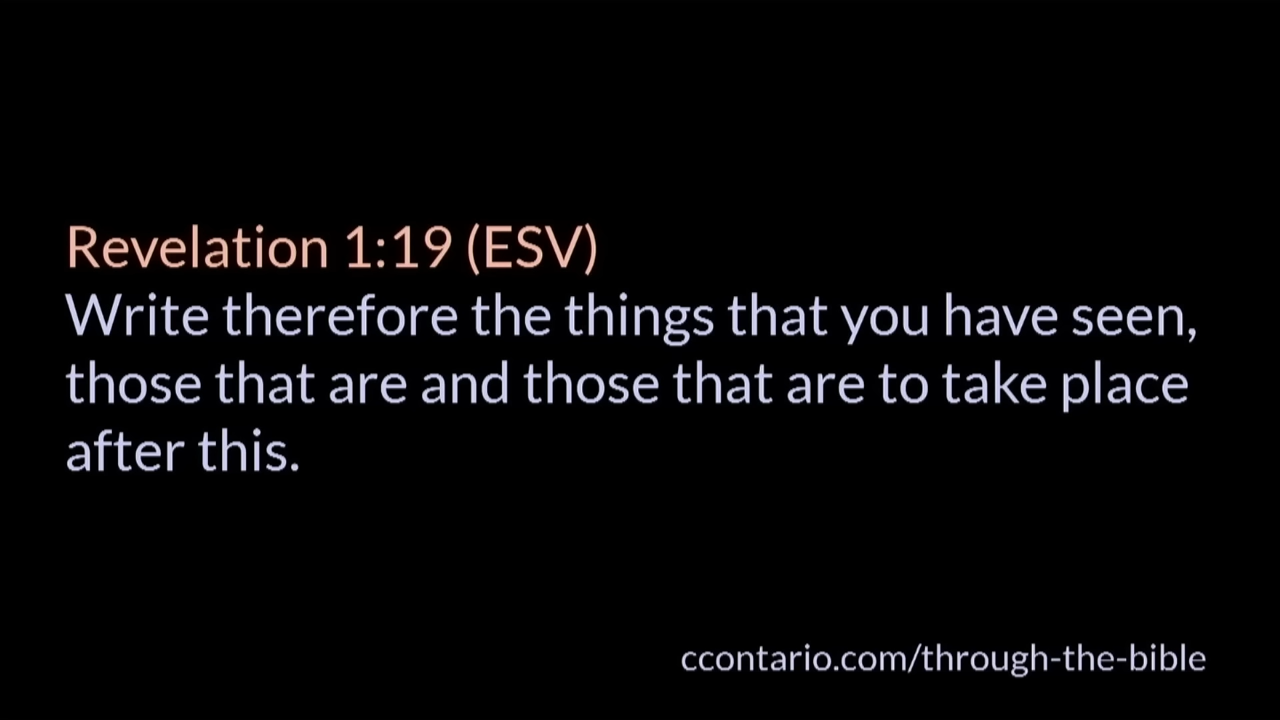 Revelation 1:19 (ESV)
Write therefore the things that you have seen,
those that are and those that are to take place
after this.
ccontario.com/through-the-bible